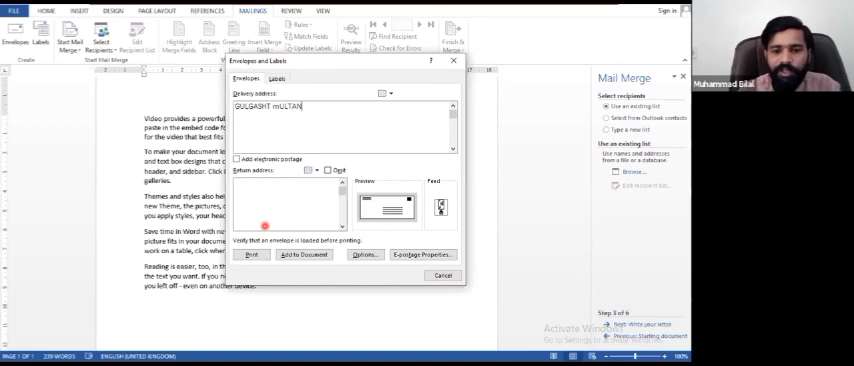 FILE HOME INSERT DESIGN PAGE LAYOUT REFERENCES MAILINGS REVIEW VIEW Sign in
Envelopes Labels Start Mail Merge Select Recipients Edit Recipient List Highlight Merge Fields Address Block Greeting Line Insert Merge Field Rules Match Fields Update Labels Preview Results Find Recipient Check for Errors Finish & Merge
Create Start Mail Merge
Envelopes and Labels
Envelopes Labels
Delivery address:
GULGASHT mULTAN
Add electronic postage
Return address: Omit
Preview Feed
Verify that an envelope is loaded before printing.
Print Add to Document Options... E-postage Properties...
Cancel
Video provides a powerful
paste in the embed code fo
for the video that best fits
To make your document lo
and text box designs that c
header, and sidebar. Click
galleries.
Themes and styles also hel
new Theme, the pictures,
you apply styles, your head
Save time in Word with ne
picture fits in your docume
work on a table, click wher
Reading is easier, too, in th
the text you want. If you n
you left off - even on another device.
Mail Merge
Select recipients
Use an existing list
Select from Outlook contacts
Type a new list
Use an existing list
Use names and addresses
from a file or a database.
Browse...
Edit recipient list...
Step 3 of 6
Next: Write your letter
Previous: Starting document
Activate Windows
Go to Settings to activate Windows.
PAGE 1 OF 1 239 WORDS ENGLISH (UNITED KINGDOM) 100%
Muhammad Bilal